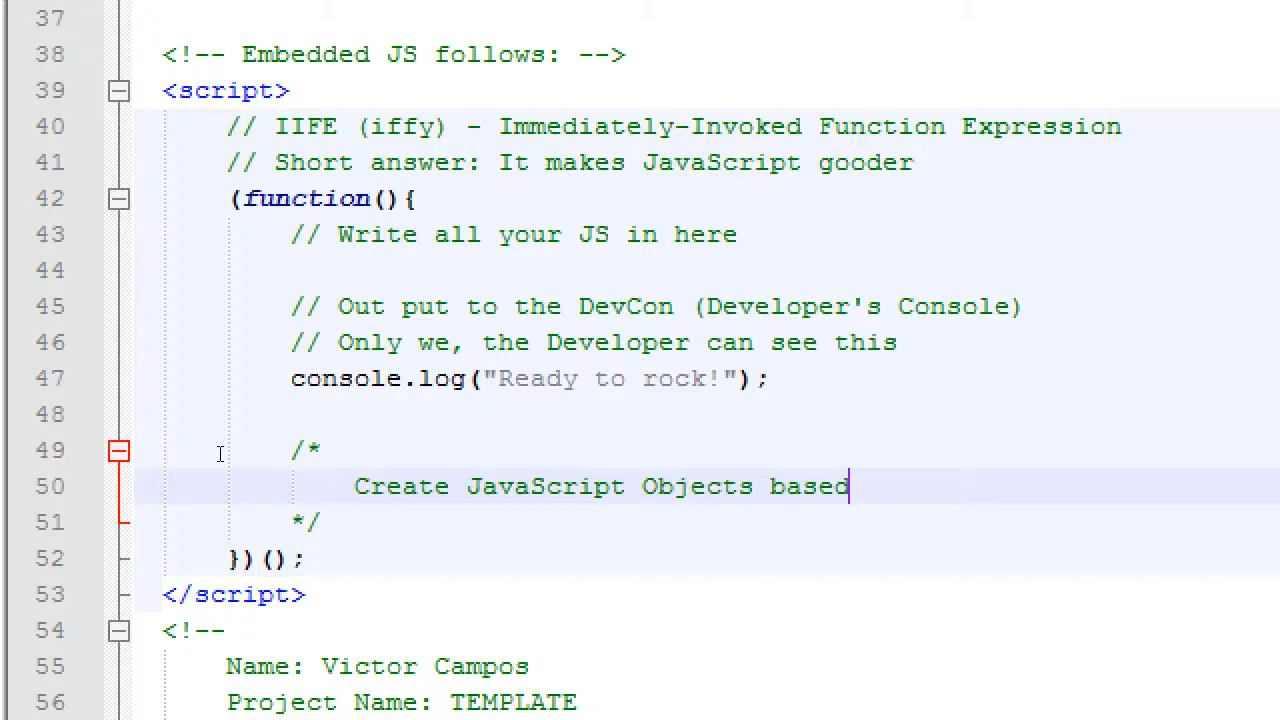 37
38 <!-- Embedded JS follows: -->
39 <script>
40 // IIFE (iffy) - Immediately-Invoked Function Expression
41 // Short answer: It makes JavaScript gooder
42 (function(){
43 // Write all your JS in here
44
45 // Out put to the DevCon (Developer's Console)
46 // Only we, the Developer can see this
47 console.log("Ready to rock!");
48
49 /*
50 Create JavaScript Objects based
51 */
52 })();
53 </script>
54 <!--
55 Name: Victor Campos
56 Project Name: TEMPLATE